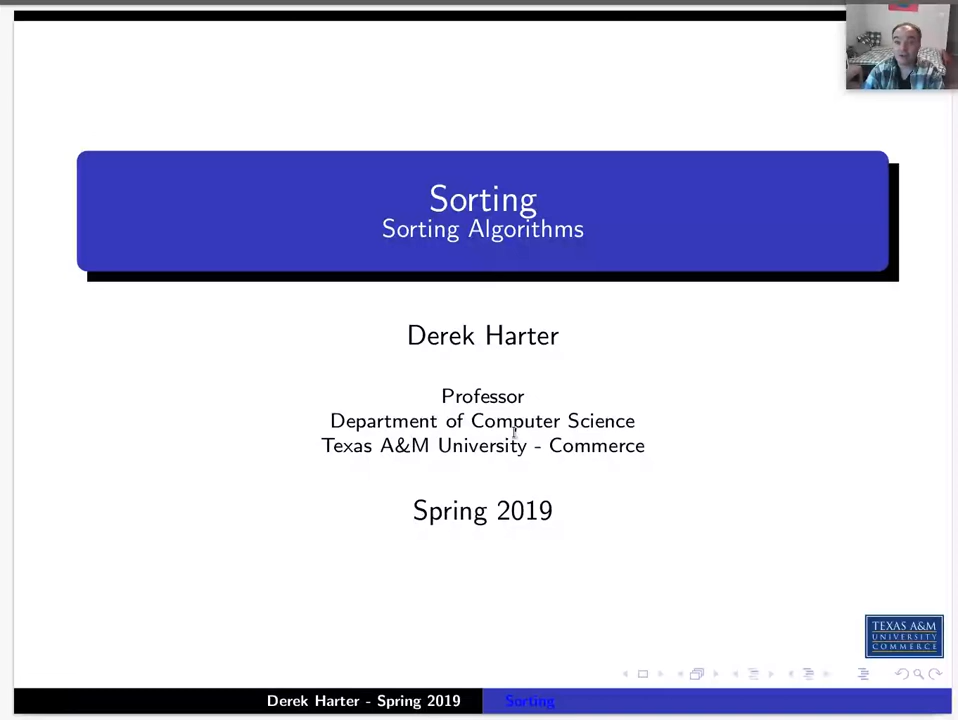 Sorting
Sorting Algorithms
Derek Harter
Professor
Department of Computer Science
Texas A&M University - Commerce
Spring 2019
TEXAS A&M
UNIVERSITY
COMMERCE
Derek Harter - Spring 2019
Sorting